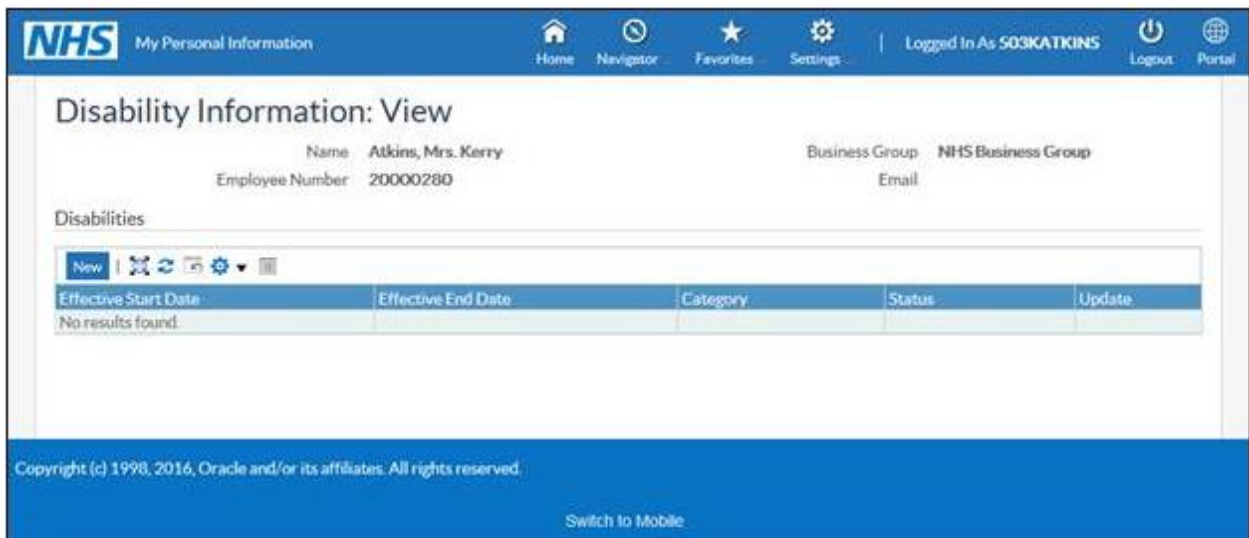 NHS My Personal Information Home Navigator Favorites Settings Logged In As S03KATKINS Logout Portal
Disability Information: View
Name Atkins, Mrs. Kerry Business Group NHS Business Group
Employee Number 20000280 Email
Disabilities
New
Effective Start Date Effective End Date Category Status Update
No results found.
Copyright (c) 1998, 2016, Oracle and/or its affiliates. All rights reserved.
Switch to Mobile